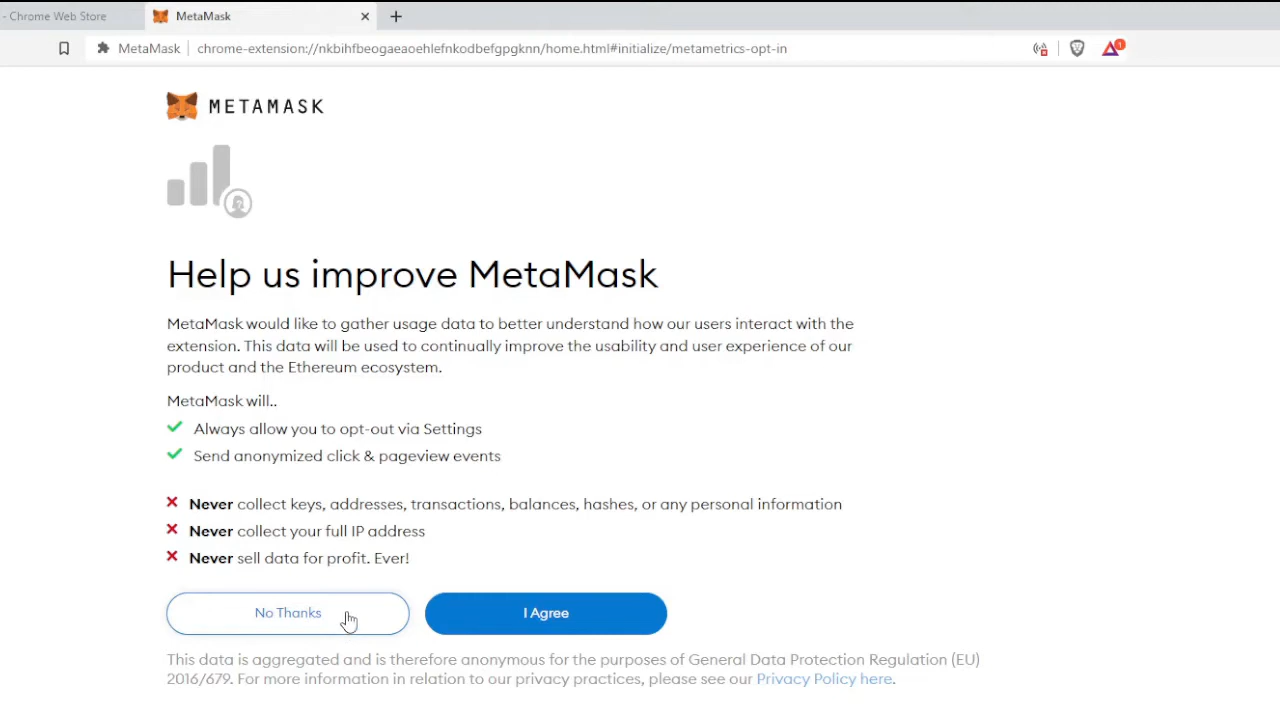 - Chrome Web Store
MetaMask
MetaMask chrome-extension://nkbihfbeogaeaoehlefnkodbefgpgknn/home.html#initialize/metametrics-opt-in
1
METAMASK
Help us improve MetaMask
MetaMask would like to gather usage data to better understand how our users interact with the
extension. This data will be used to continually improve the usability and user experience of our
product and the Ethereum ecosystem.
MetaMask will..
Always allow you to opt-out via Settings
Send anonymized click & pageview events
Never collect keys, addresses, transactions, balances, hashes, or any personal information
Never collect your full IP address
Never sell data for profit. Ever!
No Thanks
I Agree
This data is aggregated and is therefore anonymous for the purposes of General Data Protection Regulation (EU)
2016/679. For more information in relation to our privacy practices, please see our Privacy Policy here.